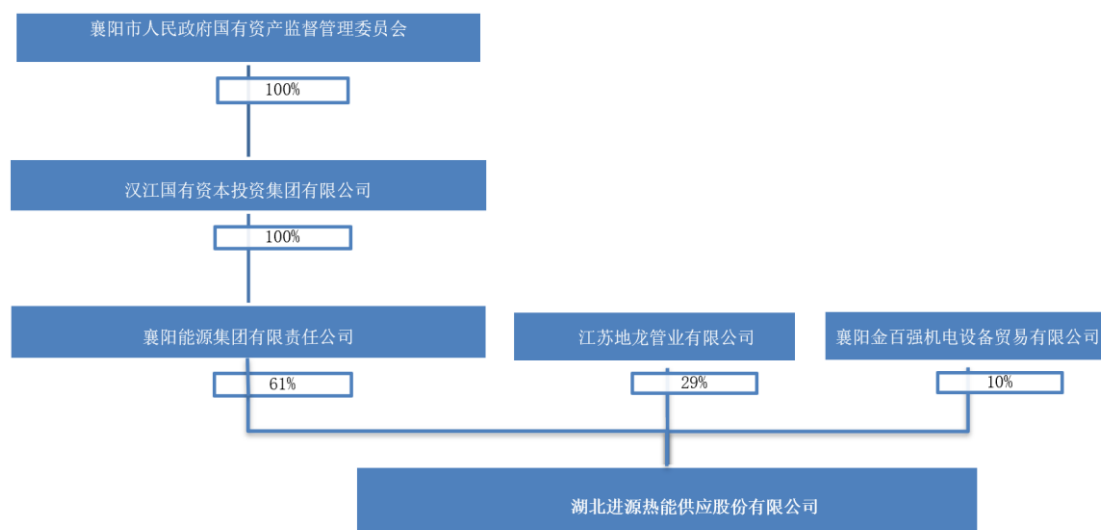 襄阳市人民政府国有资产监督管理委员会
100%
汉江国有资本投资集团有限公司
100%
襄阳能源集团有限责任公司
江苏地龙管业有限公司
襄阳金百强机电设备贸易有限公司
61%
29%
10%
湖北进源热能供应股份有限公司